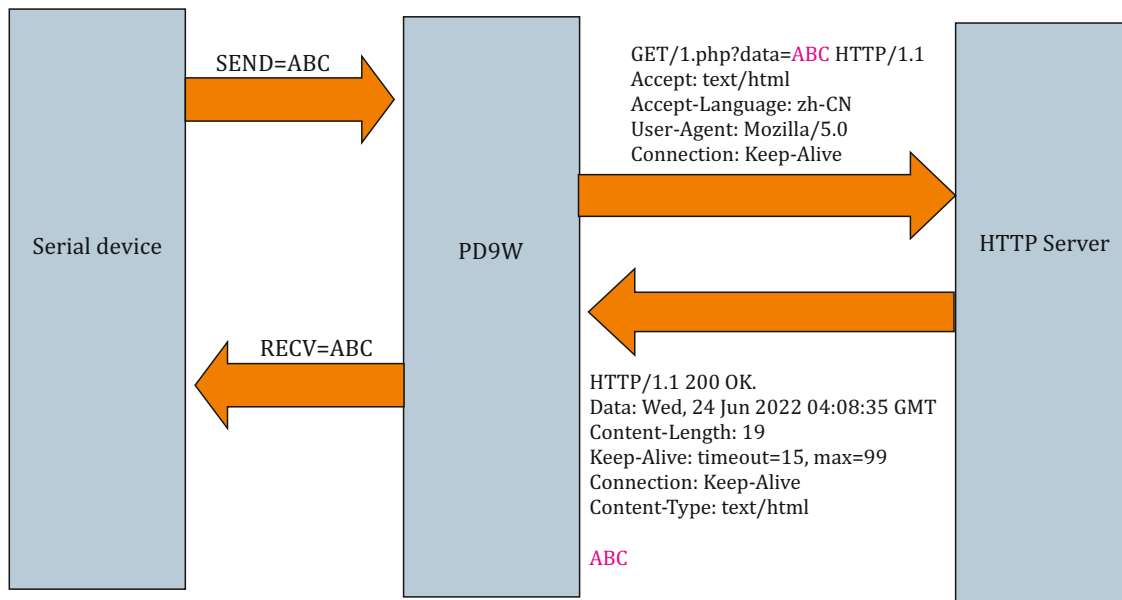 SEND=ABC
GET/1.php?data=ABC HTTP/1.1
Accept: text/html
Accept-Language: zh-CN
User-Agent: Mozilla/5.0
Connection: Keep-Alive
Serial device
PD9W
HTTP Server
RECV=ABC
HTTP/1.1 200 OK.
Data: Wed, 24 Jun 2022 04:08:35 GMT
Content-Length: 19
Keep-Alive: timeout=15, max=99
Connection: Keep-Alive
Content-Type: text/html
ABC